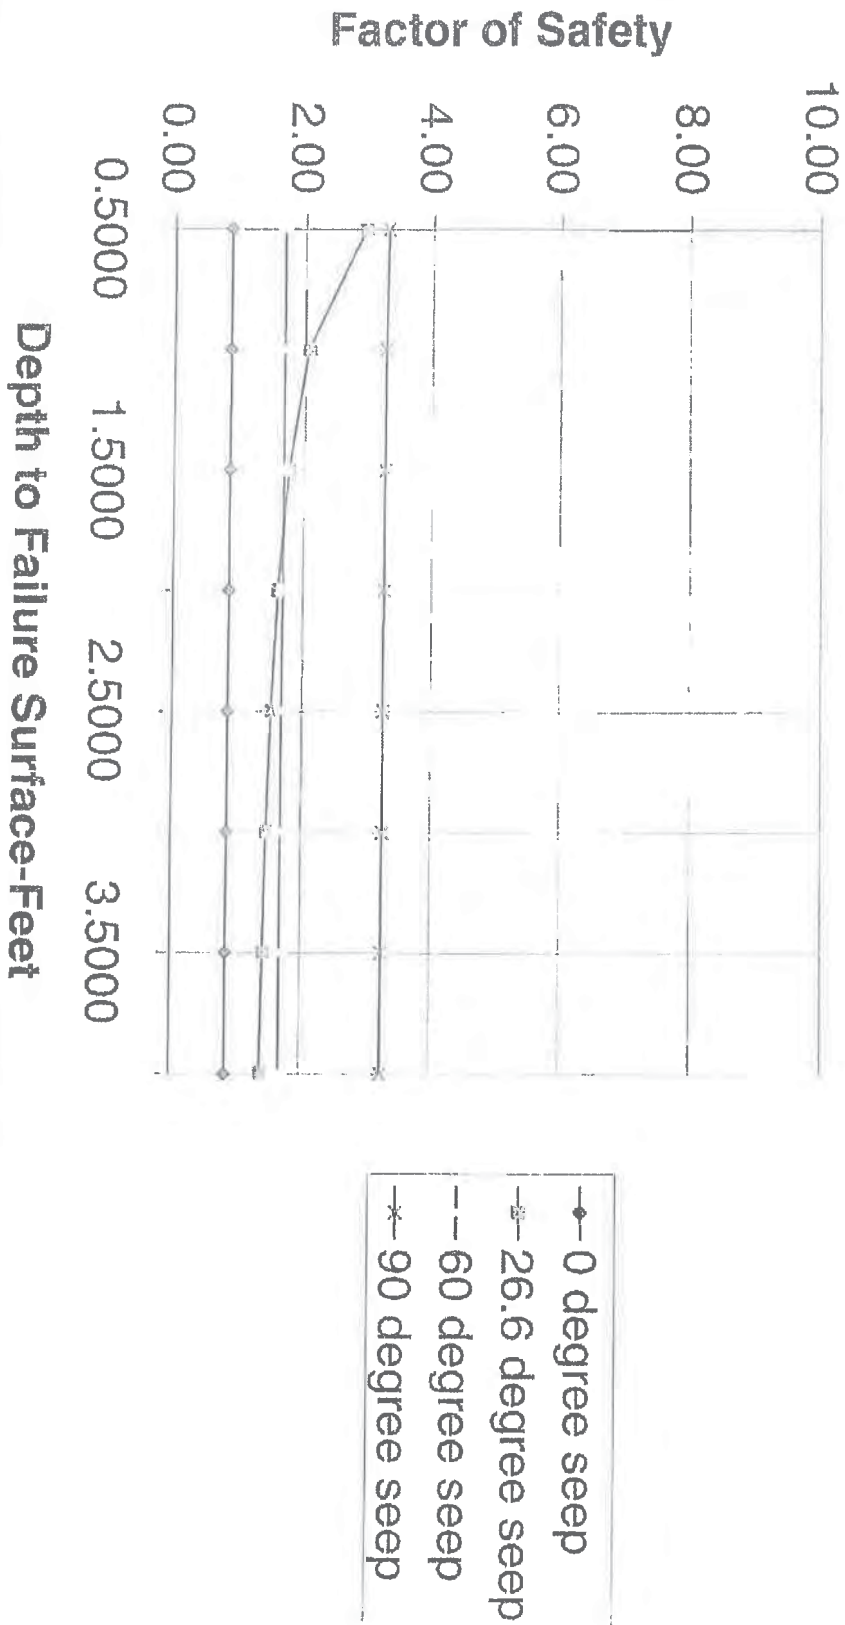 Factor of Safety
10.00
8.00
6.00
4.00
2.00
0.00
0.5000
1.5000
2.5000
3.5000
Depth to Failure Surface-Feet
0 degree seep
26.6 degree seep
60 degree seep
90 degree seep